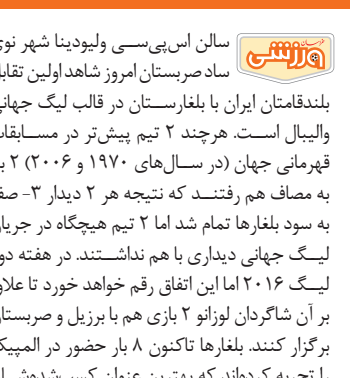 خراسان ورزشی
سالن اس‌پی‌سی ولیودینا شهر نوی
ساد صربستان امروز شاهد اولین تقابل
بلندقامتان ایران با بلغارستان در قالب لیگ جهانی
والیبال است. هرچند ۲ تیم پیش‌تر در مسابقات
قهرمانی جهان (در سال‌های ۱۹۷۰ و ۲۰۰۶) ۲
به مصاف هم رفتند که نتیجه هر ۲ دیدار ۳- صفر
به سود بلغارها تمام شد اما ۲ تیم هیچگاه در جریان
لیگ جهانی دیداری با هم نداشتند. در هفته
لیگ ۲۰۱۶ اما این اتفاق رقم خواهد خورد تا علاوه
بر آن شاگردان لوزانو ۲ بازی هم با برزیل و صربستان
برگزار کنند. بلغارها تاکنون ۸ بار حضور در المپیک